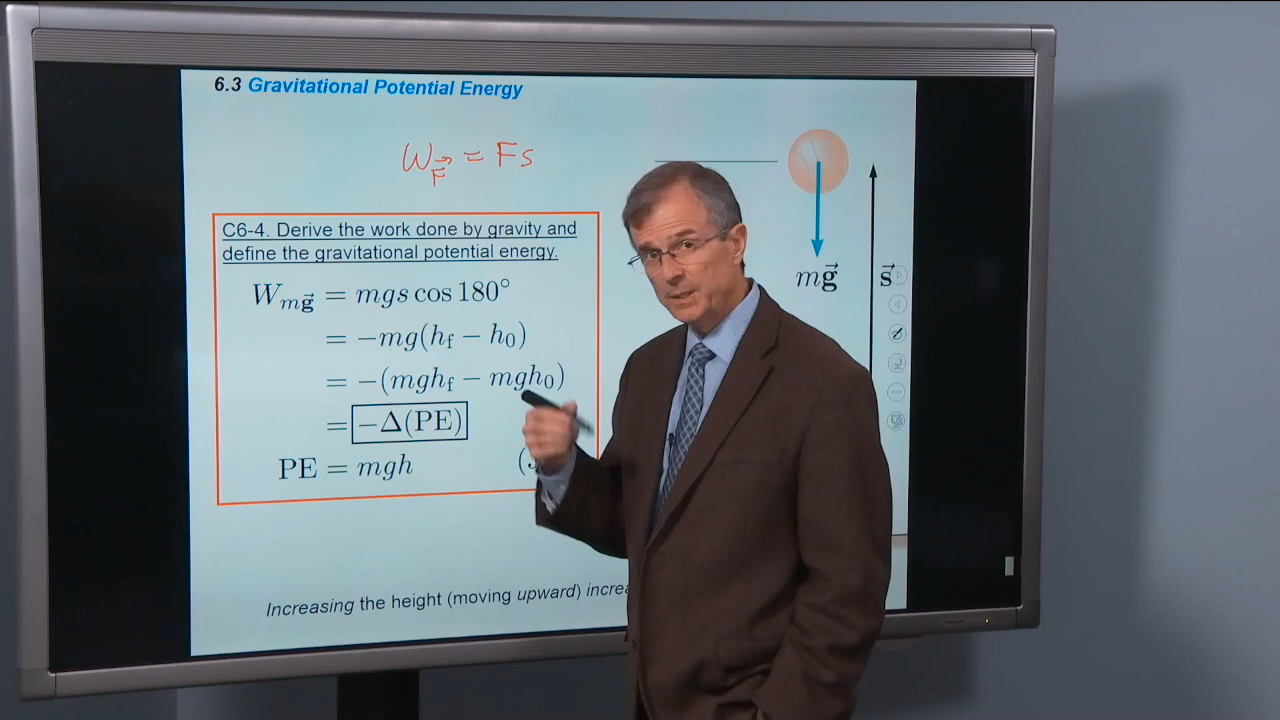 6.3 Gravitational Potential Energy
W_F⃗ = Fs
C6-4. Derive the work done by gravity and
define the gravitational potential energy.
W_mg⃗ = mgs cos 180°
= −mg(h_f − h_0)
= −(mgh_f − mgh_0)
= −Δ(PE)
PE = mgh
mg⃗
s⃗
Increasing the height (moving upward)